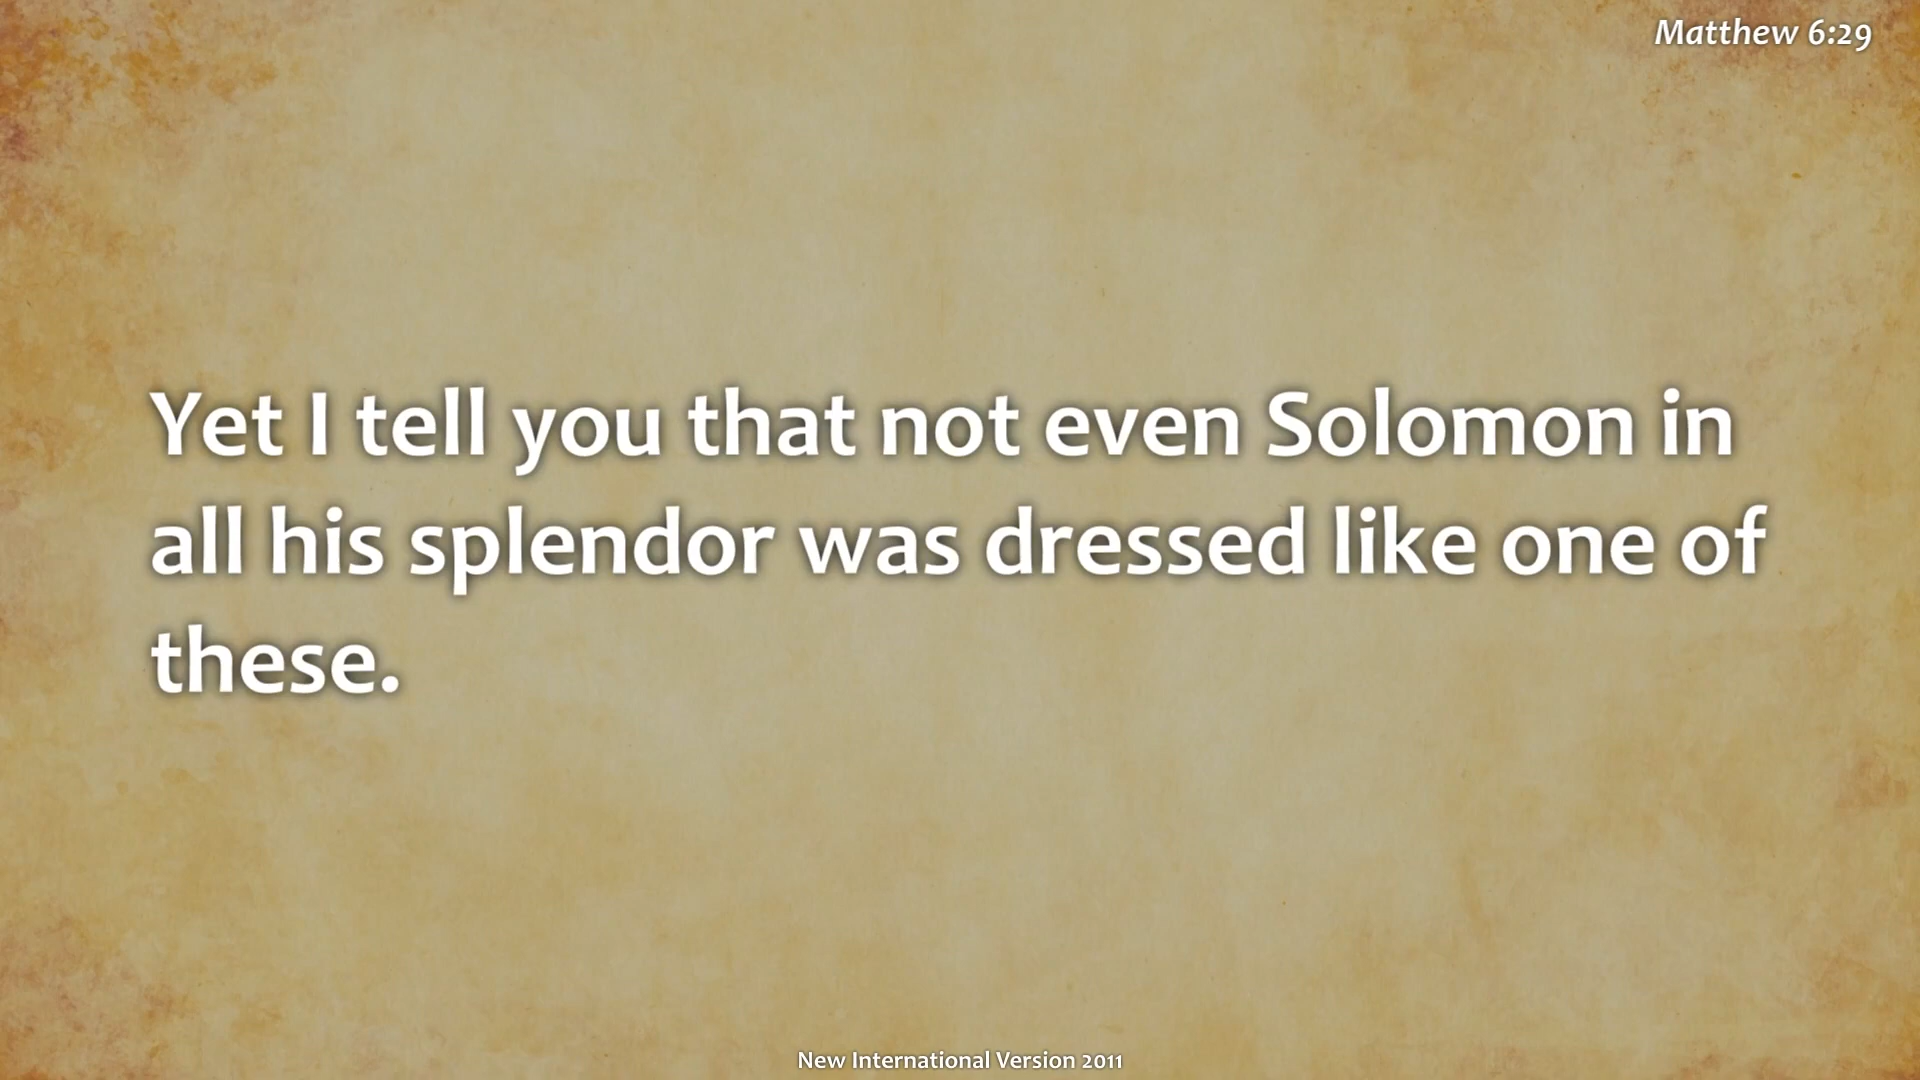 Matthew 6:29
Yet I tell you that not even Solomon in
all his splendor was dressed like one of
these.
New International Version 2011